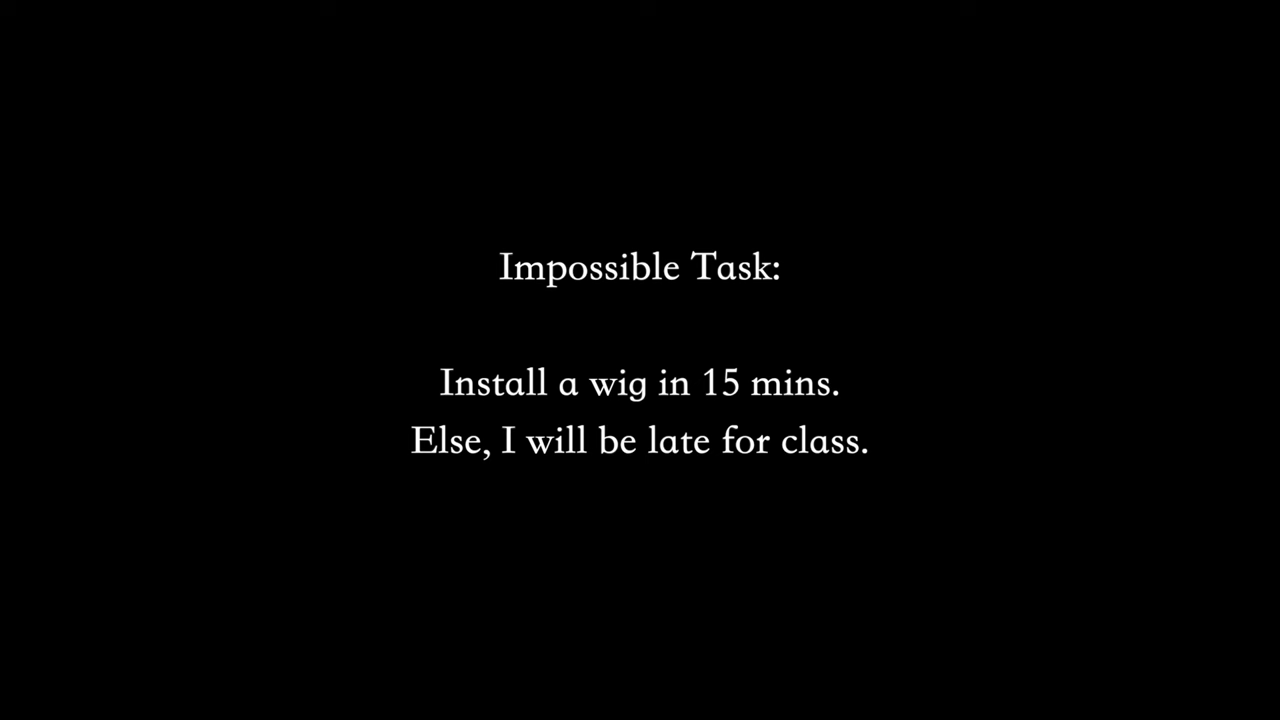 Impossible Task:
Install a wig in 15 mins.
Else, I will be late for class.